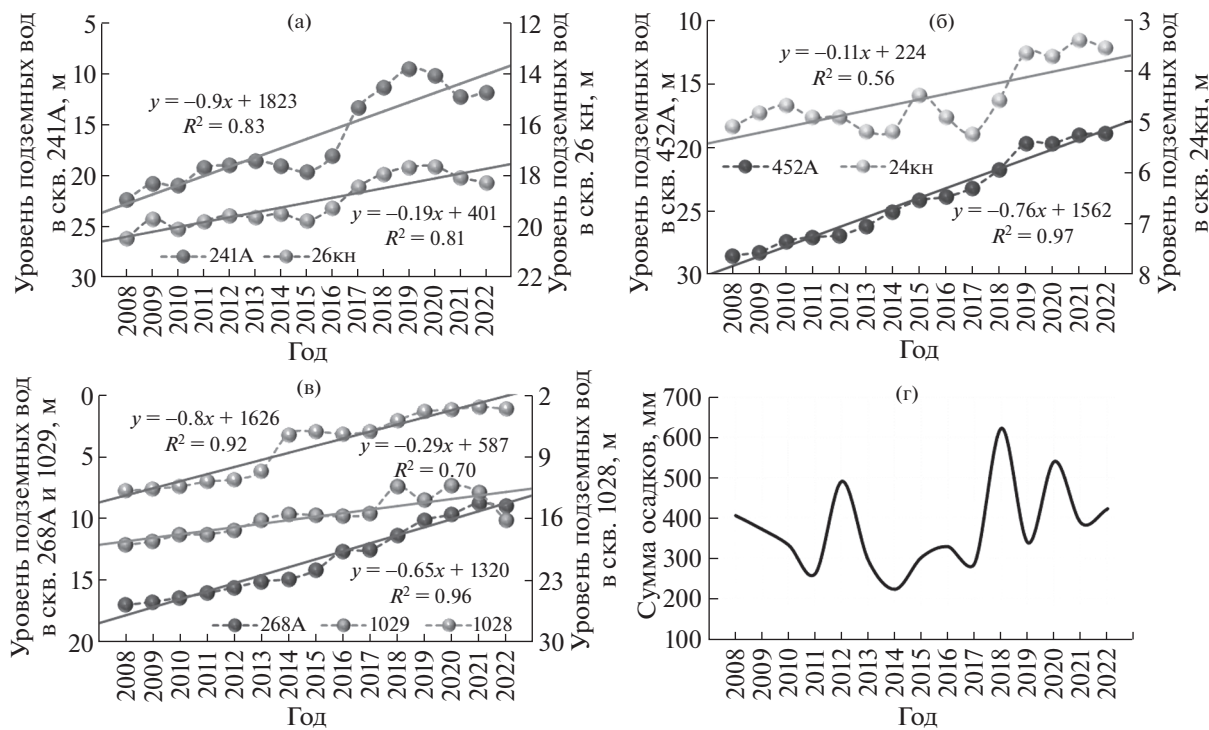 (а)
Уровень подземных вод
в скв. 241А, м
5
10
15
20
25
30
y = –0.9x + 1823
R² = 0.83
y = –0.19x + 401
R² = 0.81
241А
26кн
12
14
16
18
20
22
Уровень подземных вод
в скв. 26 кн, м
2008 2009 2010 2011 2012 2013 2014 2015 2016 2017 2018 2019 2020 2021 2022
Год
(б)
Уровень подземных вод
в скв. 452А, м
10
15
20
25
30
y = –0.11x + 224
R² = 0.56
452А
24кн
y = –0.76x + 1562
R² = 0.97
3
4
5
6
7
8
Уровень подземных вод
в скв. 24кн, м
2008 2009 2010 2011 2012 2013 2014 2015 2016 2017 2018 2019 2020 2021 2022
Год
(в)
Уровень подземных вод
в скв. 268А и 1029, м
0
5
10
15
20
y = –0.8x + 1626
R² = 0.92
y = –0.29x + 587
R² = 0.70
y = –0.65x + 1320
R² = 0.96
268А
1029
1028
2
9
16
23
30
Уровень подземных вод
в скв. 1028, м
2008 2009 2010 2011 2012 2013 2014 2015 2016 2017 2018 2019 2020 2021 2022
Год
(г)
Сумма осадков, мм
700
600
500
400
300
200
100
2008 2009 2010 2011 2012 2013 2014 2015 2016 2017 2018 2019 2020 2021 2022
Год